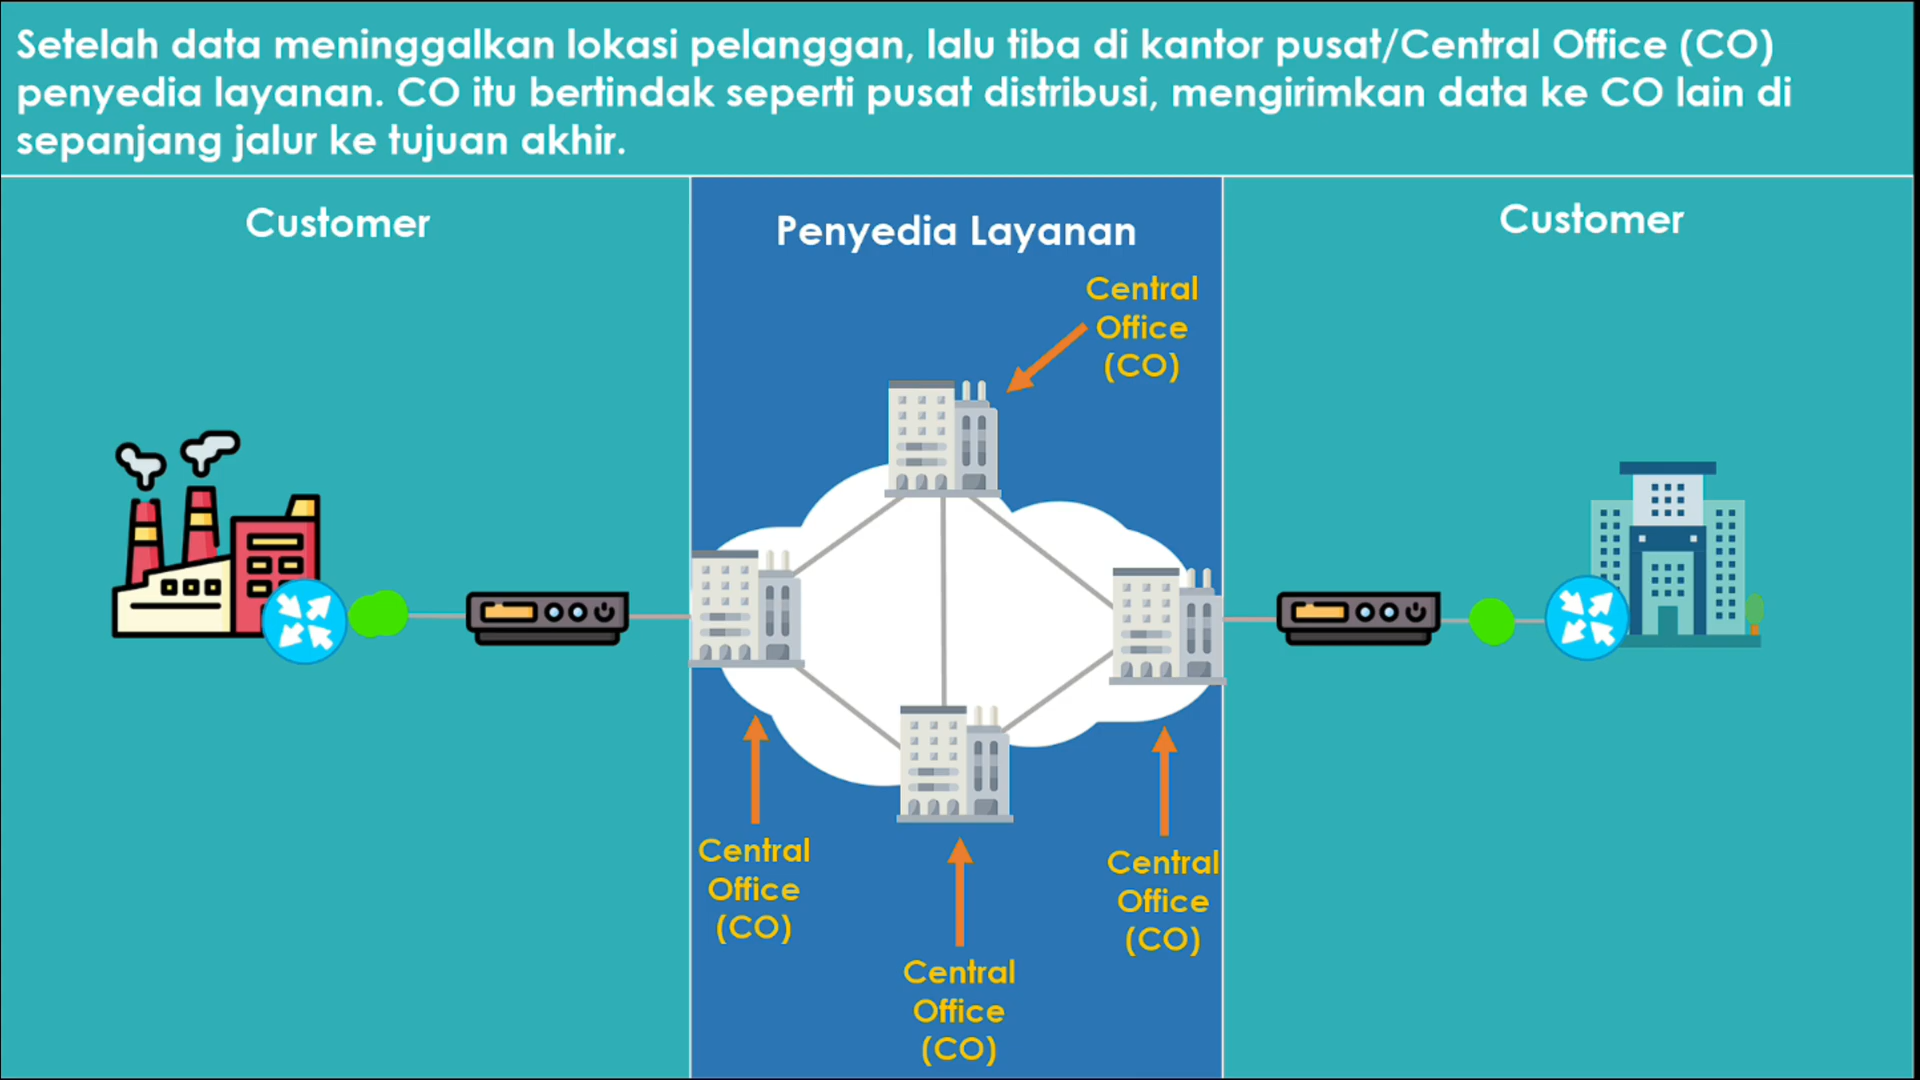 Setelah data meninggalkan lokasi pelanggan, lalu tiba di kantor pusat/Central Office (CO)
penyedia layanan. CO itu bertindak seperti pusat distribusi, mengirimkan data ke CO lain di
sepanjang jalur ke tujuan akhir.
Customer
Penyedia Layanan
Customer
Central
Office
(CO)
Central
Office
(CO)
Central
Office
(CO)
Central
Office
(CO)